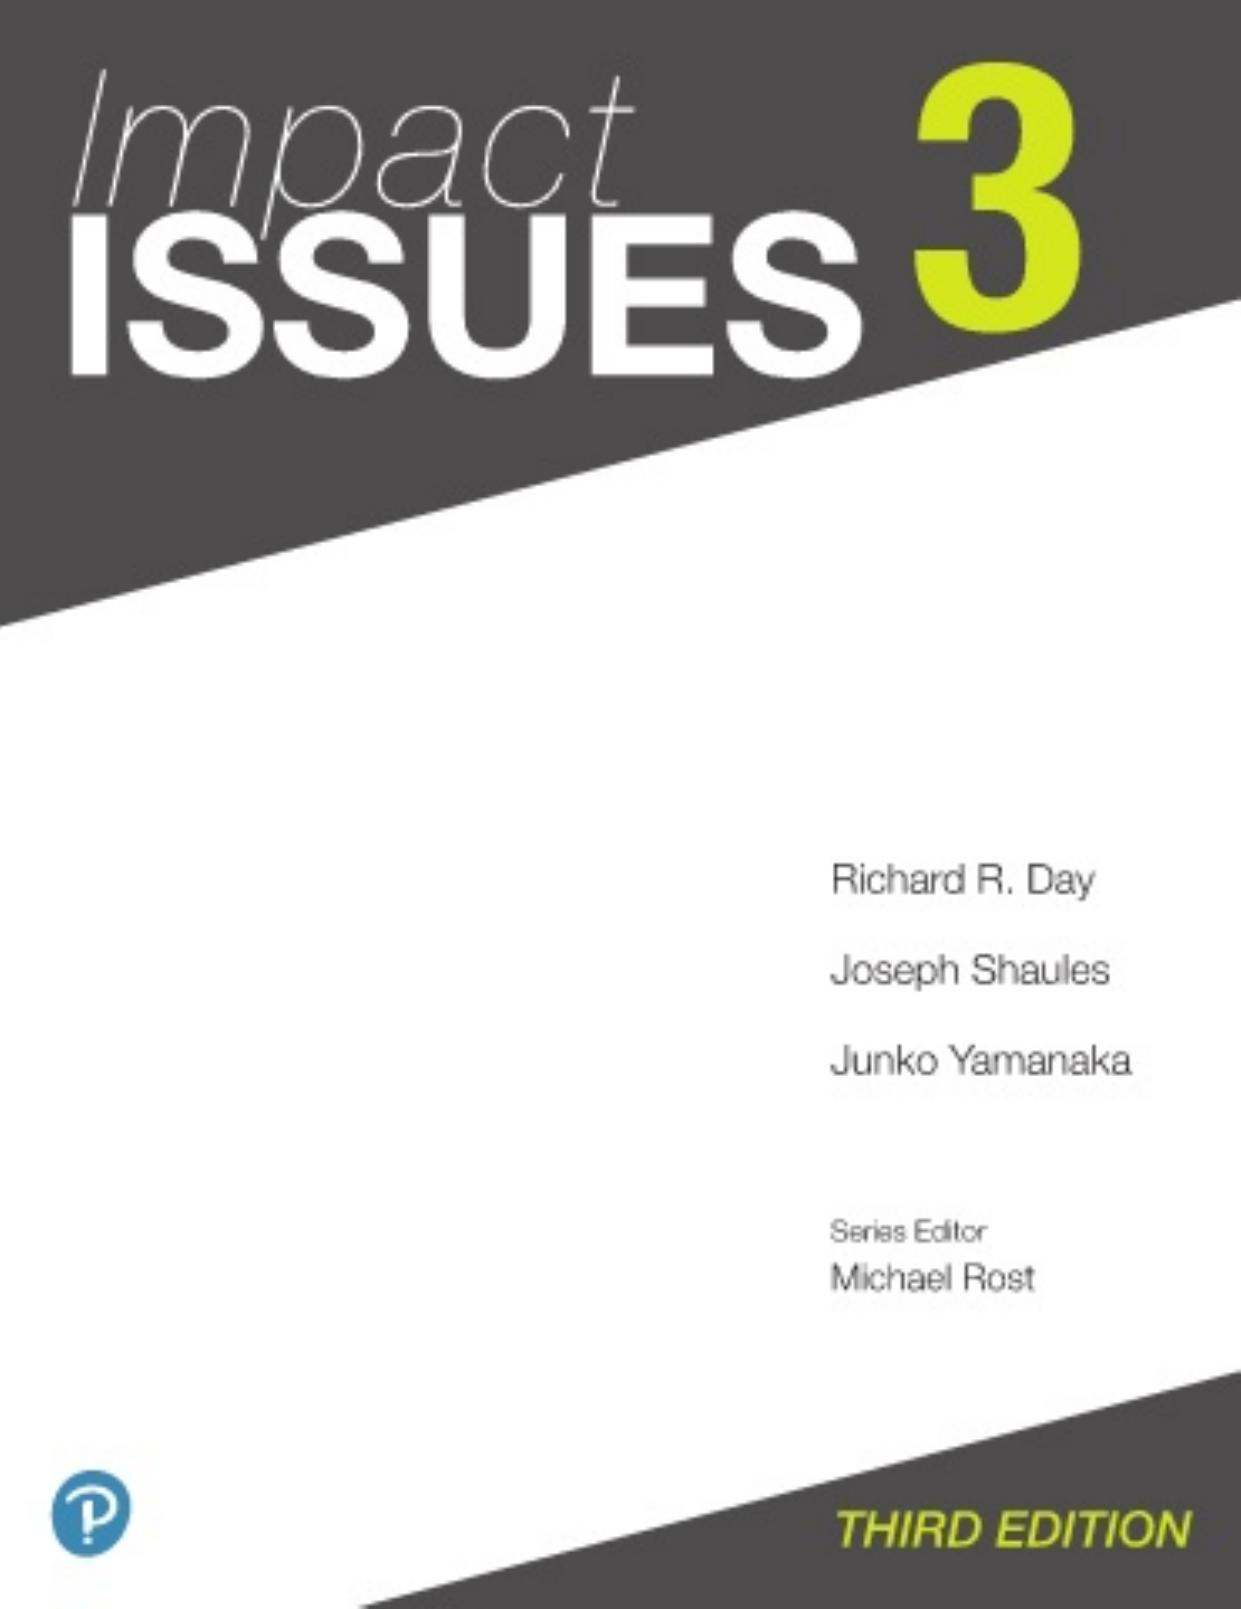 Impact
ISSUES 3
Richard R. Day
Joseph Shaules
Junko Yamanaka
Series Editor
Michael Rost
P
THIRD EDITION